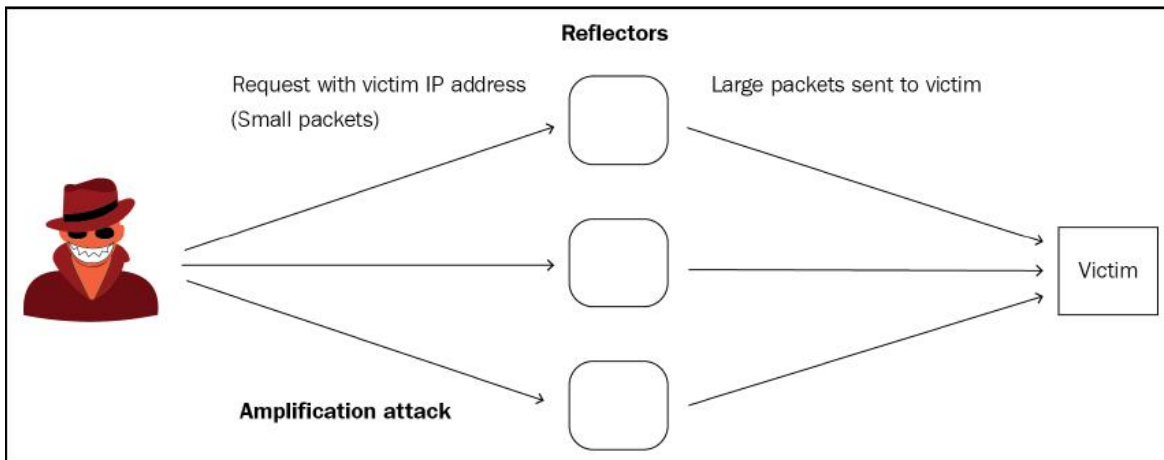 Reflectors
Request with victim IP address
(Small packets)
Large packets sent to victim
Victim
Amplification attack